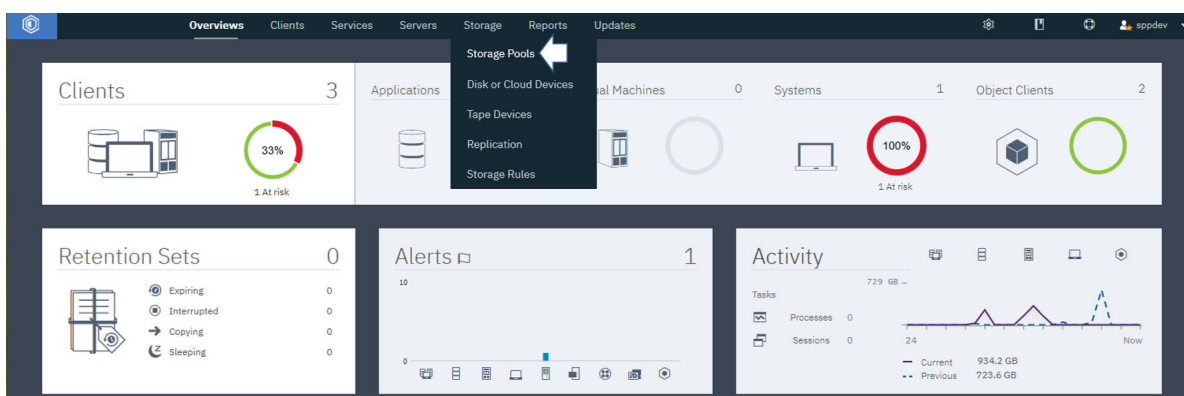 Overviews Clients Services Servers Storage Reports Updates sppdev
Storage Pools
Disk or Cloud Devices
Tape Devices
Replication
Storage Rules
Clients 3
33%
1 At risk
Applications
Machines 0
Systems 1
100%
1 At risk
Object Clients 2
Retention Sets 0
Expiring 0
Interrupted 0
Copying 0
Sleeping 0
Alerts 1
10
0
Activity
729 GB
Tasks
Processes 0
Sessions 0
24 Now
Current 934.2 GB
Previous 723.6 GB